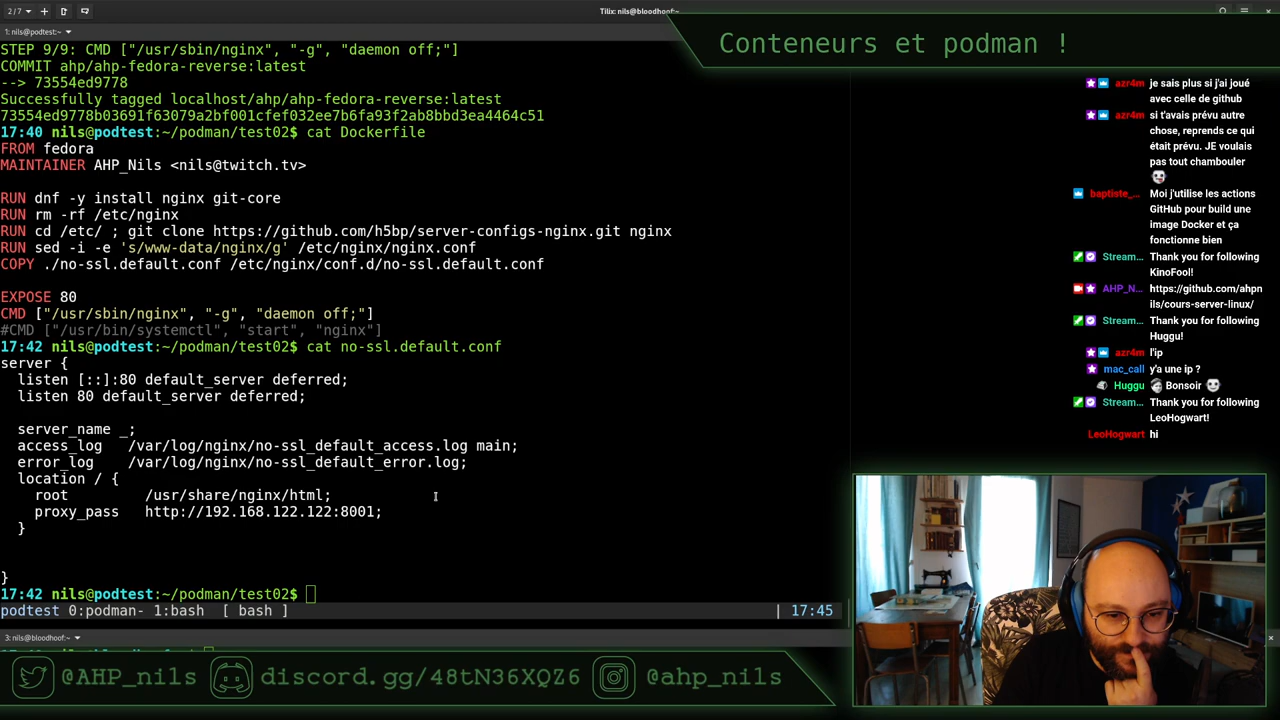 2/7
Tilix: nils@bloodhoof:~
1: nils@podtest:~
STEP 9/9: CMD ["/usr/sbin/nginx", "-g", "daemon off;"]
COMMIT ahp/ahp-fedora-reverse:latest
--> 73554ed9778
Successfully tagged localhost/ahp/ahp-fedora-reverse:latest
73554ed9778b03691f63079a2bf001cfef032ee7b6fa93f2ab8bbd3ea4464c51
17:40 nils@podtest:~/podman/test02$ cat Dockerfile
FROM fedora
MAINTAINER AHP_Nils <nils@twitch.tv>
RUN dnf -y install nginx git-core
RUN rm -rf /etc/nginx
RUN cd /etc/ ; git clone https://github.com/h5bp/server-configs-nginx.git nginx
RUN sed -i -e 's/www-data/nginx/g' /etc/nginx/nginx.conf
COPY ./no-ssl.default.conf /etc/nginx/conf.d/no-ssl.default.conf
EXPOSE 80
CMD ["/usr/sbin/nginx", "-g", "daemon off;"]
#CMD ["/usr/bin/systemctl", "start", "nginx"]
17:42 nils@podtest:~/podman/test02$ cat no-ssl.default.conf
server {
listen [::]:80 default_server deferred;
listen 80 default_server deferred;
server_name _;
access_log /var/log/nginx/no-ssl_default_access.log main;
error_log /var/log/nginx/no-ssl_default_error.log;
location / {
root /usr/share/nginx/html;
proxy_pass http://192.168.122.122:8001;
}
}
17:42 nils@podtest:~/podman/test02$
podtest 0:podman- 1:bash [ bash ] | 17:45
3: nils@bloodhoof:~
Conteneurs et podman !
azr4m je sais plus si j'ai joué
avec celle de github
azr4m si t'avais prévu autre
chose, reprends ce qui
était prévu. JE voulais
pas tout chambouler
baptiste_... Moi j'utilise les actions
GitHub pour build une
image Docker et ça
fonctionne bien
Stream... Thank you for following
KinoFool!
AHP_N... https://github.com/ahpn
ils/cours-server-linux/
Stream... Thank you for following
Huggu!
azr4m l'ip
mac_call y'a une ip ?
Huggu Bonsoir
Stream... Thank you for following
LeoHogwart!
LeoHogwart hi
@AHP_nils discord.gg/48tN36XQZ6 @ahp_nils